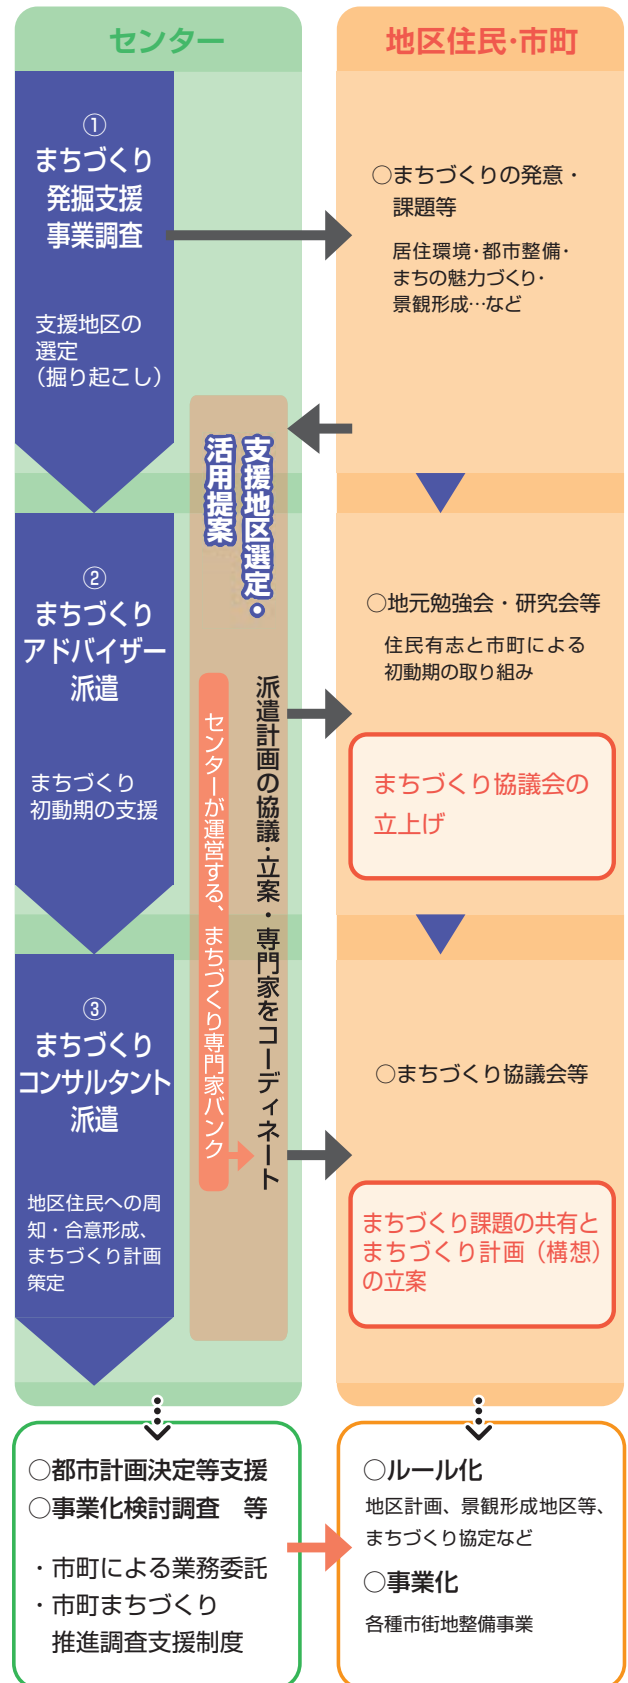 センター
地区住民・市町
①
まちづくり
発掘支援
事業調査
支援地区の
選定
（掘り起こし）
○まちづくりの発意・
課題等
居住環境・都市整備・
まちの魅力づくり・
景観形成…など
支援地区選定・
活用提案
②
まちづくり
アドバイザー
派遣
まちづくり
初動期の支援
○地元勉強会・研究会等
住民有志と市町による
初動期の取り組み
まちづくり協議会の
立上げ
派遣計画の協議・立案・専門家をコーディネート
センターが運営する、まちづくり専門家バンク
③
まちづくり
コンサルタント
派遣
地区住民への周
知・合意形成、
まちづくり計画
策定
○まちづくり協議会等
まちづくり課題の共有と
まちづくり計画（構想）
の立案
○都市計画決定等支援
○事業化検討調査　等
・市町による業務委託
・市町まちづくり
推進調査支援制度
○ルール化
地区計画、景観形成地区等、
まちづくり協定など
○事業化
各種市街地整備事業